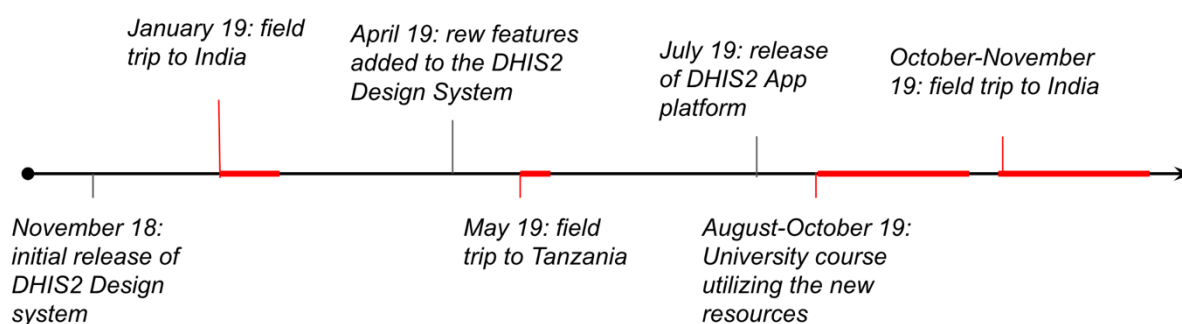 January 19: field
trip to India
April 19: rew features
added to the DHIS2
Design System
July 19: release
of DHIS2 App
platform
October-November
19: field trip to India
November 18:
initial release of
DHIS2 Design
system
May 19: field
trip to Tanzania
August-October 19:
University course
utilizing the new
resources